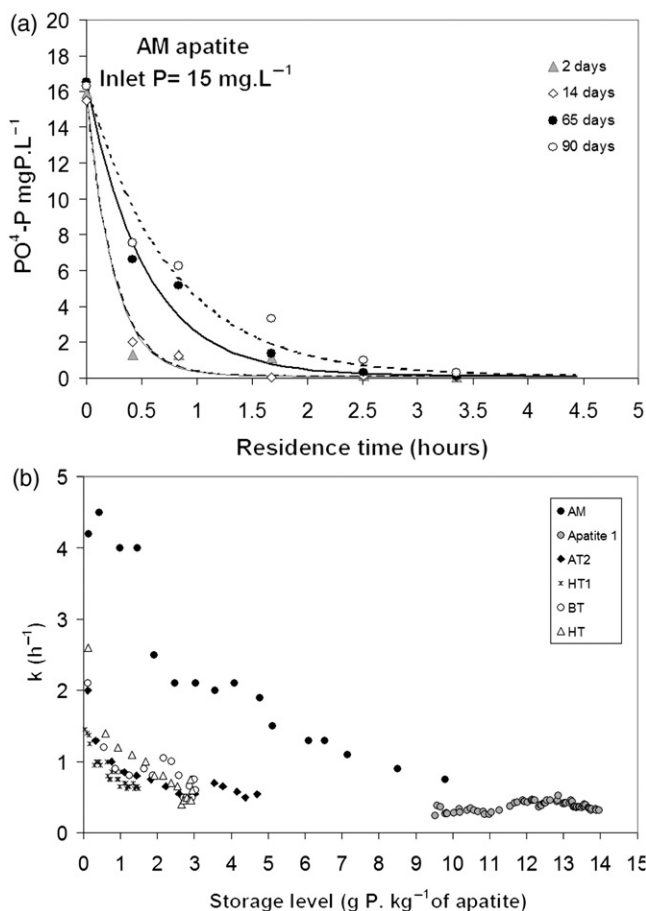 (a)
AM apatite
Inlet P= 15 mg.L⁻¹
2 days
14 days
65 days
90 days
PO⁴-P mgP.L⁻¹
20
18
16
14
12
10
8
6
4
2
0
0 0.5 1 1.5 2 2.5 3 3.5 4 4.5 5
Residence time (hours)
(b)
AM
Apatite 1
AT2
HT1
BT
HT
k (h⁻¹)
5
4
3
2
1
0
0 1 2 3 4 5 6 7 8 9 10 11 12 13 14 15
Storage level (g P. kg⁻¹ of apatite)